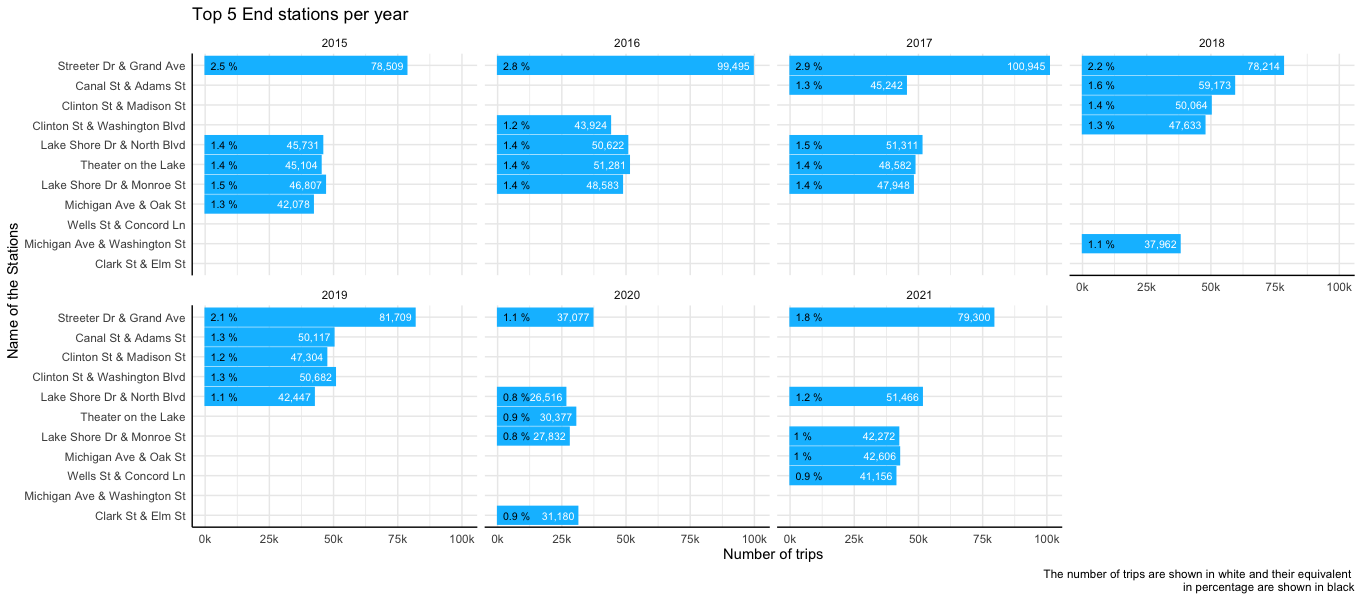 Top 5 End stations per year
2015
2016
2017
2018
Streeter Dr & Grand Ave
2.5 % 78,509
2.8 % 99,495
2.9 % 100,945
2.2 % 78,214
Canal St & Adams St
1.3 % 45,242
1.6 % 59,173
Clinton St & Madison St
1.4 % 50,064
Clinton St & Washington Blvd
1.2 % 43,924
1.3 % 47,633
Lake Shore Dr & North Blvd
1.4 % 45,731
1.4 % 50,622
1.5 % 51,311
Theater on the Lake
1.4 % 45,104
1.4 % 51,281
1.4 % 48,582
Lake Shore Dr & Monroe St
1.5 % 46,807
1.4 % 48,583
1.4 % 47,948
Michigan Ave & Oak St
1.3 % 42,078
Wells St & Concord Ln
Michigan Ave & Washington St
1.1 % 37,962
Clark St & Elm St
0k 25k 50k 75k 100k
Name of the Stations
2019
2020
2021
Streeter Dr & Grand Ave
2.1 % 81,709
1.1 % 37,077
1.8 % 79,300
Canal St & Adams St
1.3 % 50,117
Clinton St & Madison St
1.2 % 47,304
Clinton St & Washington Blvd
1.3 % 50,682
Lake Shore Dr & North Blvd
1.1 % 42,447
0.8 % 26,516
1.2 % 51,466
Theater on the Lake
0.9 % 30,377
Lake Shore Dr & Monroe St
0.8 % 27,832
1 % 42,272
Michigan Ave & Oak St
1 % 42,606
Wells St & Concord Ln
0.9 % 41,156
Michigan Ave & Washington St
Clark St & Elm St
0.9 % 31,180
0k 25k 50k 75k 100k
0k 25k 50k 75k 100k
0k 25k 50k 75k 100k
Number of trips
The number of trips are shown in white and their equivalent
in percentage are shown in black